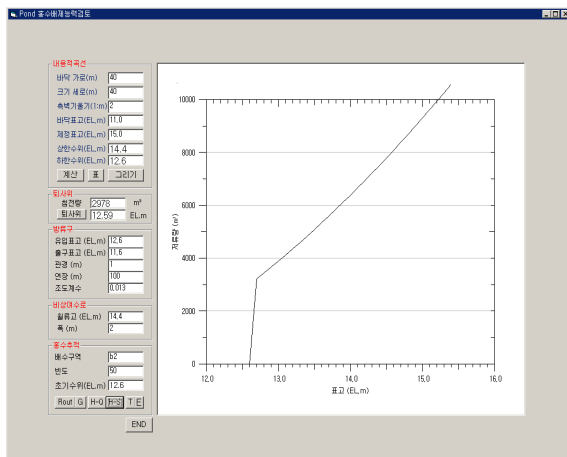 Pond 홍수배제능력검토
내용적곡선
바닥 가로(m) 40
크기 세로(m) 40
측벽기울기(1:m) 2
바닥표고(EL,m) 11,0
제정표고(EL,m) 15,0
상한수위(EL,m) 14.4
하한수위(EL,m) 12.6
계산 표 그리기
퇴사위
침전량 2978 m³
퇴사위 12.59 EL.m
방류구
유입표고 (EL,m) 12,6
출구표고 (EL,m) 11,6
관경 (m) 1
연장 (m) 100
조도계수 0,013
비상여수로
월류고 (EL,m) 14,4
폭 (m) 2
홍수추적
배수구역 b2
빈도 50
초기수위(EL,m) 12.6
Rout G H-Q H-S T E
END
10000
8000
6000
4000
2000
0
저류량 (m³)
12.0 13.0 14.0 15.0 16.0
표고 (EL,m)